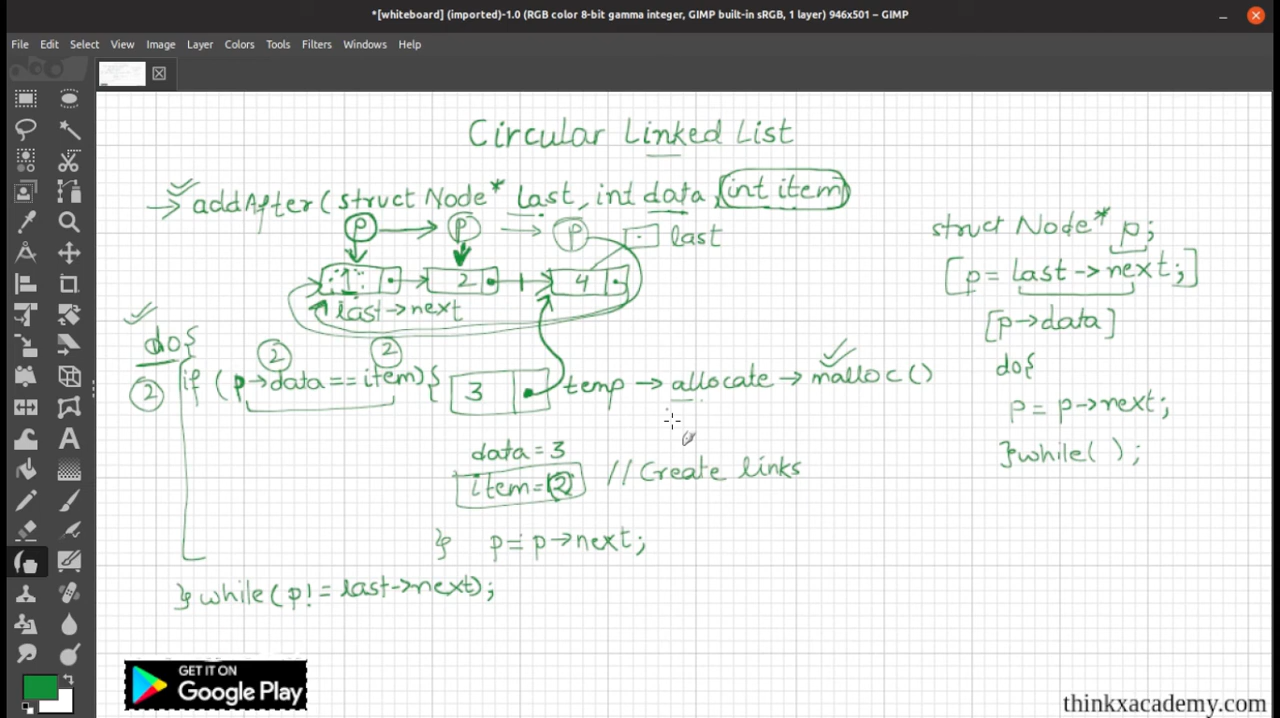 *[whiteboard] (imported)-1.0 (RGB color 8-bit gamma integer, GIMP built-in sRGB, 1 layer) 946x501 – GIMP
File Edit Select View Image Layer Colors Tools Filters Windows Help
Circular Linked List
→ addAfter(struct Node* last, int data, int item)
P → P → P . last
1 2 4
last->next
struct Node* p;
[p= last->next;]
[p->data]
do{
p= p->next;
}while( );
do{
2 2
2 if (p->data == item){
3 temp → allocate → malloc()
data = 3
item=2 //Create links
} p= p->next;
}while(p!= last->next);
GET IT ON
Google Play
thinkxacademy.com